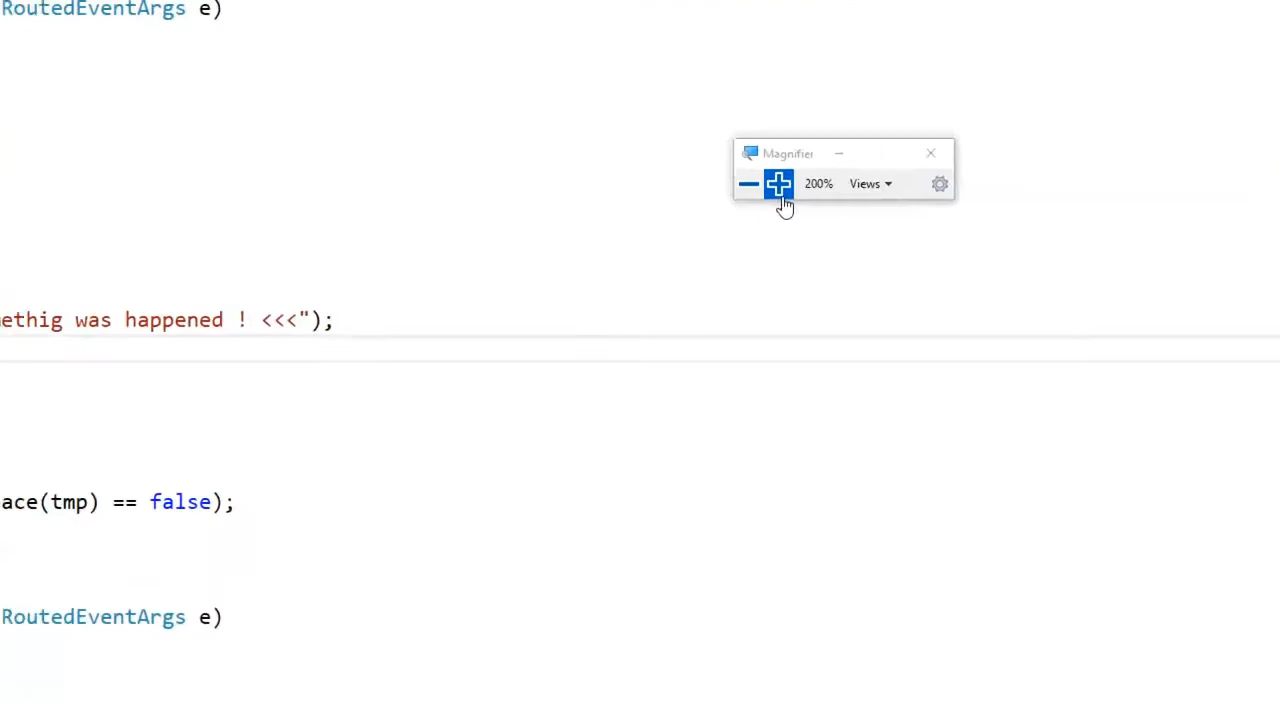 RoutedEventArgs e)
Magnifier
200% Views
ethig was happened ! <<<");
ace(tmp) == false);
RoutedEventArgs e)